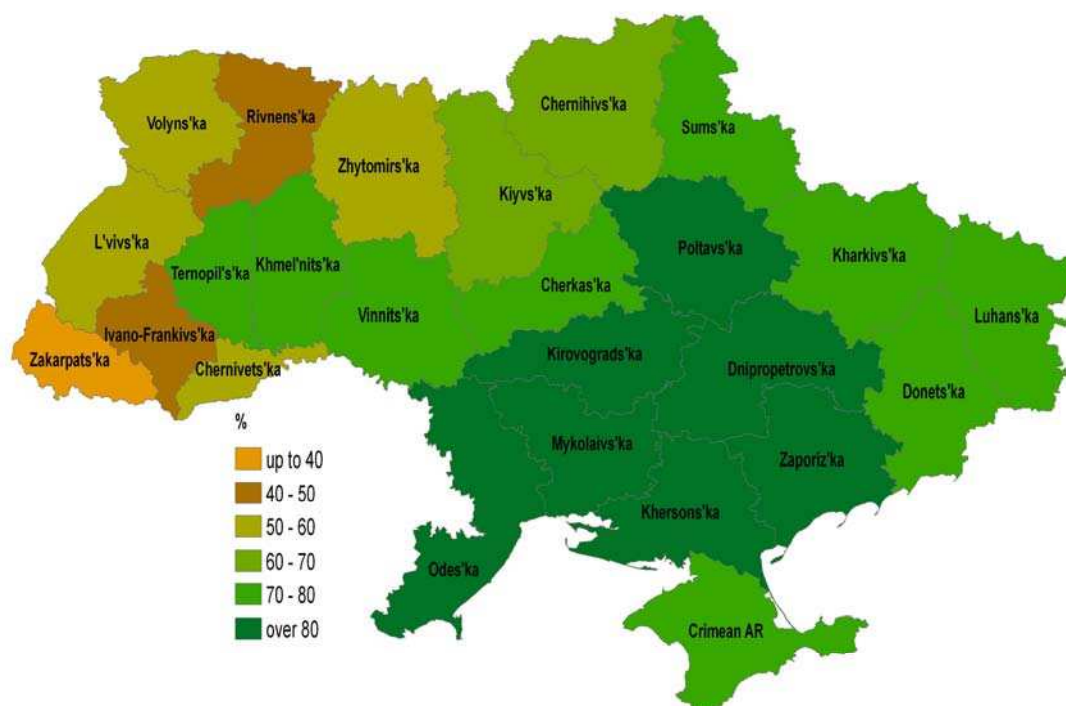 Chernihivs'ka
Rivnens'ka
Volyns'ka
Sums'ka
Zhytomirs'ka
Kiyvs'ka
L'vivs'ka
Poltavs'ka
Kharkivs'ka
Khmel'nits'ka
Ternopil's'ka
Cherkas'ka
Vinnits'ka
Luhans'ka
Ivano-Frankivs'ka
Kirovograds'ka
Zakarpats'ka
Chernivets'ka
Dnipropetrovs'ka
Donets'ka
Mykolaivs'ka
Zaporiz'ka
Khersons'ka
Odes'ka
Crimean AR
%
up to 40
40 - 50
50 - 60
60 - 70
70 - 80
over 80